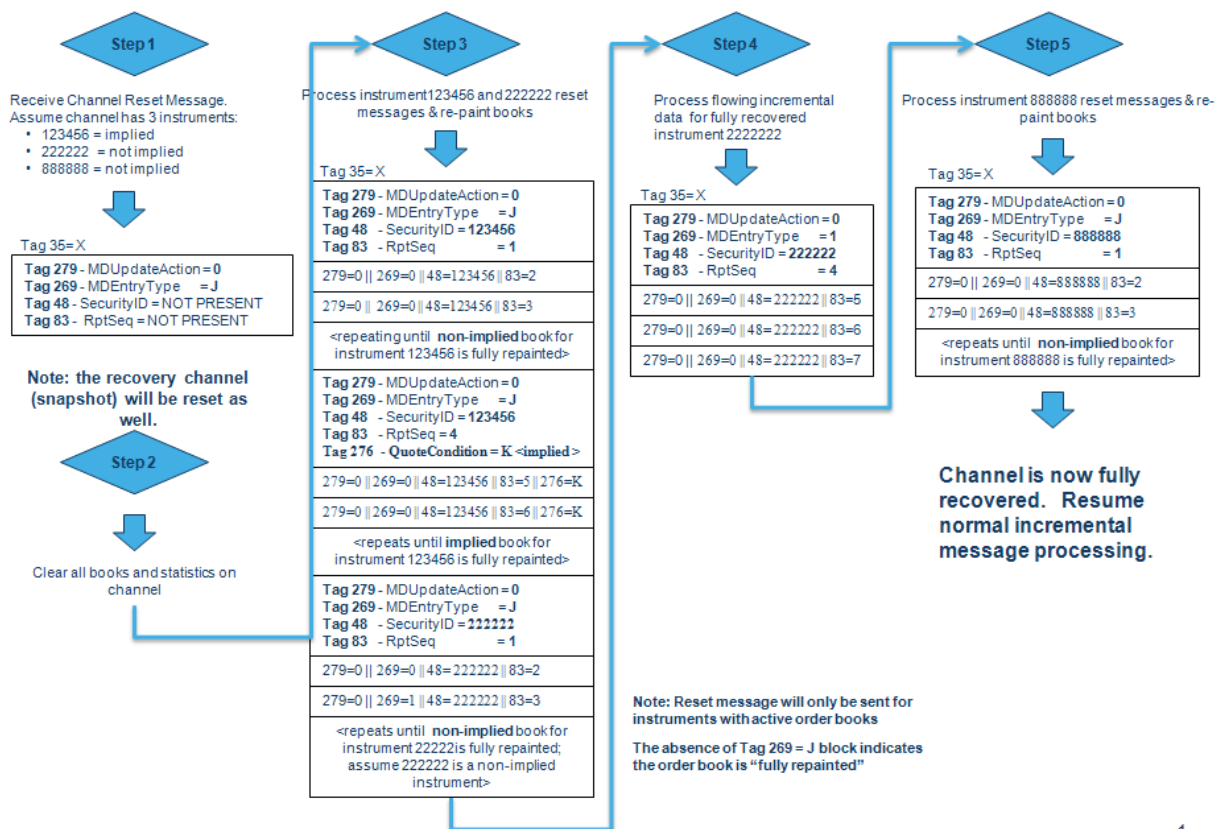 Step 1
Receive Channel Reset Message.
Assume channel has 3 instruments:
• 123456 = implied
• 222222 = not implied
• 888888 = not implied
Tag 35=X
Tag 279 - MDUpdateAction = 0
Tag 269 - MDEntryType = J
Tag 48 - SecurityID = NOT PRESENT
Tag 83 - RptSeq = NOT PRESENT
Note: the recovery channel
(snapshot) will be reset as
well.
Step 2
Clear all books and statistics on
channel
Step 3
Process instrument123456 and 222222 reset
messages & re-paint books
Tag 35=X
Tag 279 - MDUpdateAction = 0
Tag 269 - MDEntryType = J
Tag 48 - SecurityID = 123456
Tag 83 - RptSeq = 1
279=0 || 269=0 || 48=123456 || 83=2
279=0 || 269=0 || 48=123456 || 83=3
<repeating until non-implied book for
instrument 123456 is fully repainted>
Tag 279 - MDUpdateAction = 0
Tag 269 - MDEntryType = J
Tag 48 - SecurityID = 123456
Tag 83 - RptSeq = 4
Tag 276 - QuoteCondition = K <implied >
279=0 || 269=0 || 48=123456 || 83=5 || 276=K
279=0 || 269=0 || 48=123456 || 83=6 || 276=K
<repeats until implied book for
instrument 123456 is fully repainted>
Tag 279 - MDUpdateAction = 0
Tag 269 - MDEntryType = J
Tag 48 - SecurityID = 222222
Tag 83 - RptSeq = 1
279=0 || 269=0 || 48= 222222 || 83=2
279=0 || 269=1 || 48= 222222 || 83=3
<repeats until non-implied book for
instrument 22222is fully repainted;
assume 222222 is a non-implied
instrument>
Step 4
Process flowing incremental
data for fully recovered
instrument 2222222
Tag 35=X
Tag 279 - MDUpdateAction = 0
Tag 269 - MDEntryType = 1
Tag 48 - SecurityID = 222222
Tag 83 - RptSeq = 4
279=0 || 269=0 || 48= 222222 || 83=5
279=0 || 269=0 || 48= 222222 || 83=6
279=0 || 269=0 || 48= 222222 || 83=7
Note: Reset message will only be sent for
instruments with active order books
The absence of Tag 269 = J block indicates
the order book is “fully repainted”
Step 5
Process instrument 888888 reset messages & re-
paint books
Tag 35=X
Tag 279 - MDUpdateAction = 0
Tag 269 - MDEntryType = J
Tag 48 - SecurityID = 888888
Tag 83 - RptSeq = 1
279=0 || 269=0 || 48=888888 || 83=2
279=0 || 269=0 || 48=888888 || 83=3
<repeats until non-implied book for
instrument 888888 is fully repainted>
Channel is now fully
recovered. Resume
normal incremental
message processing.